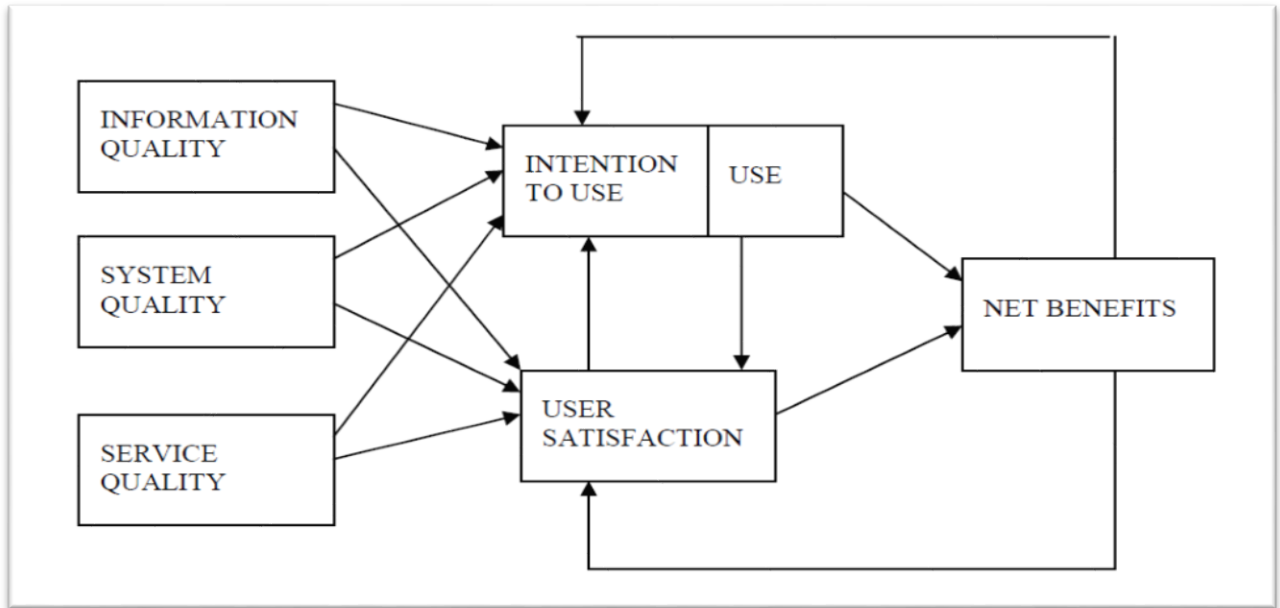 INFORMATION
QUALITY
SYSTEM
QUALITY
SERVICE
QUALITY
INTENTION
TO USE
USE
USER
SATISFACTION
NET BENEFITS